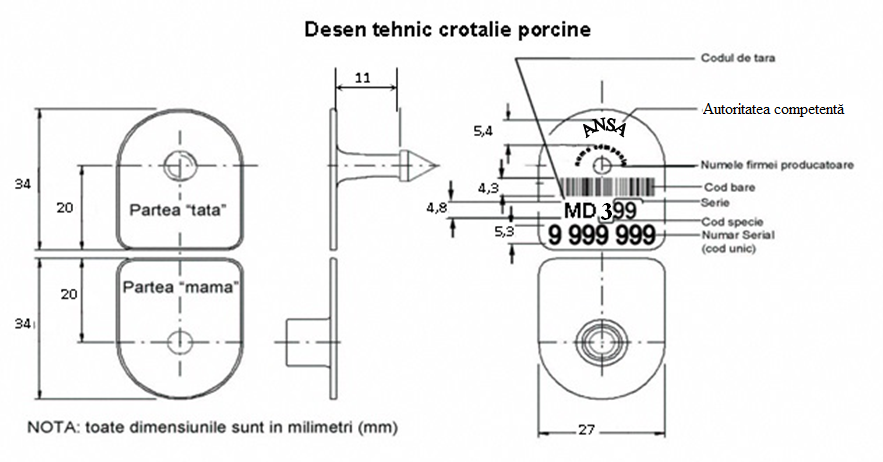 Desen tehnic crotalie porcine
Codul de tara
11
Autoritatea competentă
5,4
ANSA
nume companie
Numele firmei producatoare
34
20
Partea "tata"
4,3
Cod bare
4,8
MD 399
Serie
Cod specie
5,3
9 999 999
Numar Serial
(cod unic)
34
20
Partea "mama"
27
NOTA: toate dimensiunile sunt in milimetri (mm)